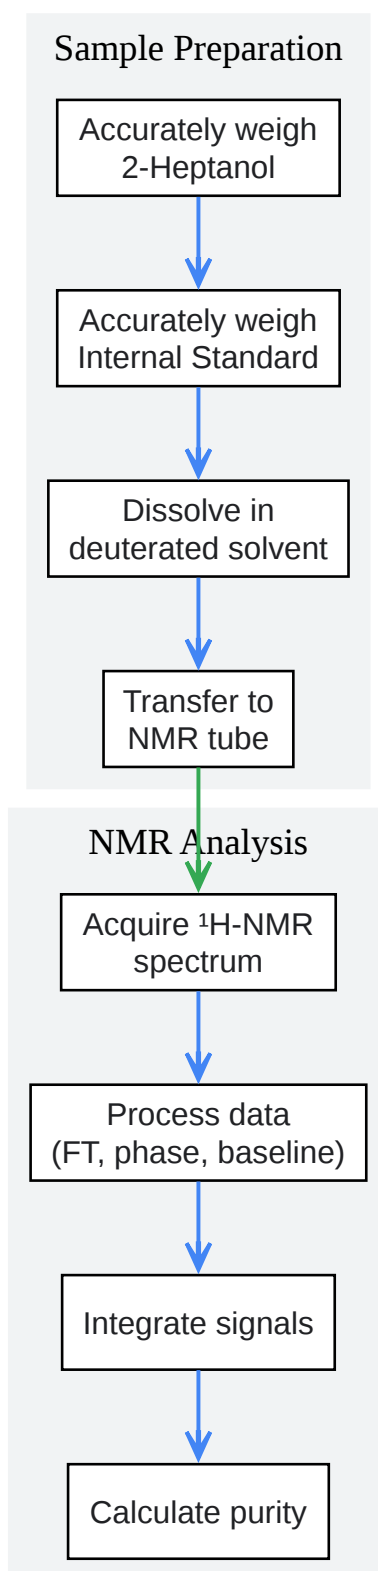 Sample Preparation
Accurately weigh
2-Heptanol
Accurately weigh
Internal Standard
Dissolve in
deuterated solvent
Transfer to
NMR tube
NMR Analysis
Acquire ¹H-NMR
spectrum
Process data
(FT, phase, baseline)
Integrate signals
Calculate purity